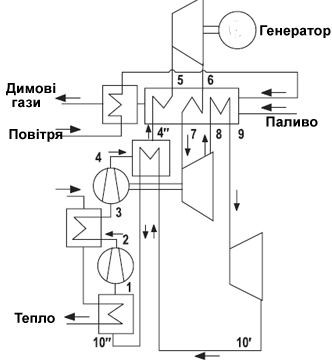 Генератор
5 6
Димові
гази
Паливо
Повітря
4 4" 7 8 9
3
2
1
Тепло
10" 10'